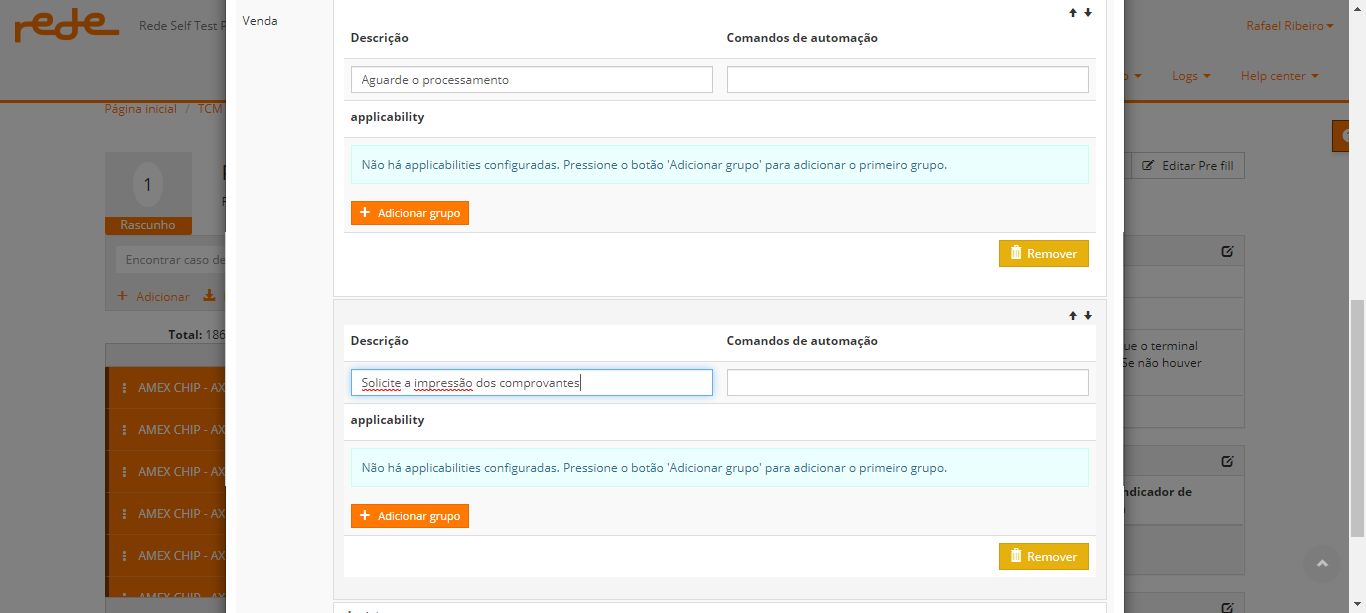 rede
Rede Self Test
Rafael Ribeiro
Logs
Help center
Página inicial / TCM
1
Rascunho
Encontrar caso de
Adicionar
Total: 186
AMEX CHIP - AX
AMEX CHIP - AX
AMEX CHIP - AX
AMEX CHIP - AX
AMEX CHIP - AX
AMEX CHIP - AX
Venda
Descrição
Comandos de automação
Aguarde o processamento
applicability
Não há applicabilities configuradas. Pressione o botão 'Adicionar grupo' para adicionar o primeiro grupo.
Adicionar grupo
Remover
Descrição
Comandos de automação
Solicite a impressão dos comprovantes
applicability
Não há applicabilities configuradas. Pressione o botão 'Adicionar grupo' para adicionar o primeiro grupo.
Adicionar grupo
Remover
Editar Pre fill
ue o terminal
Se não houver
ndicador de